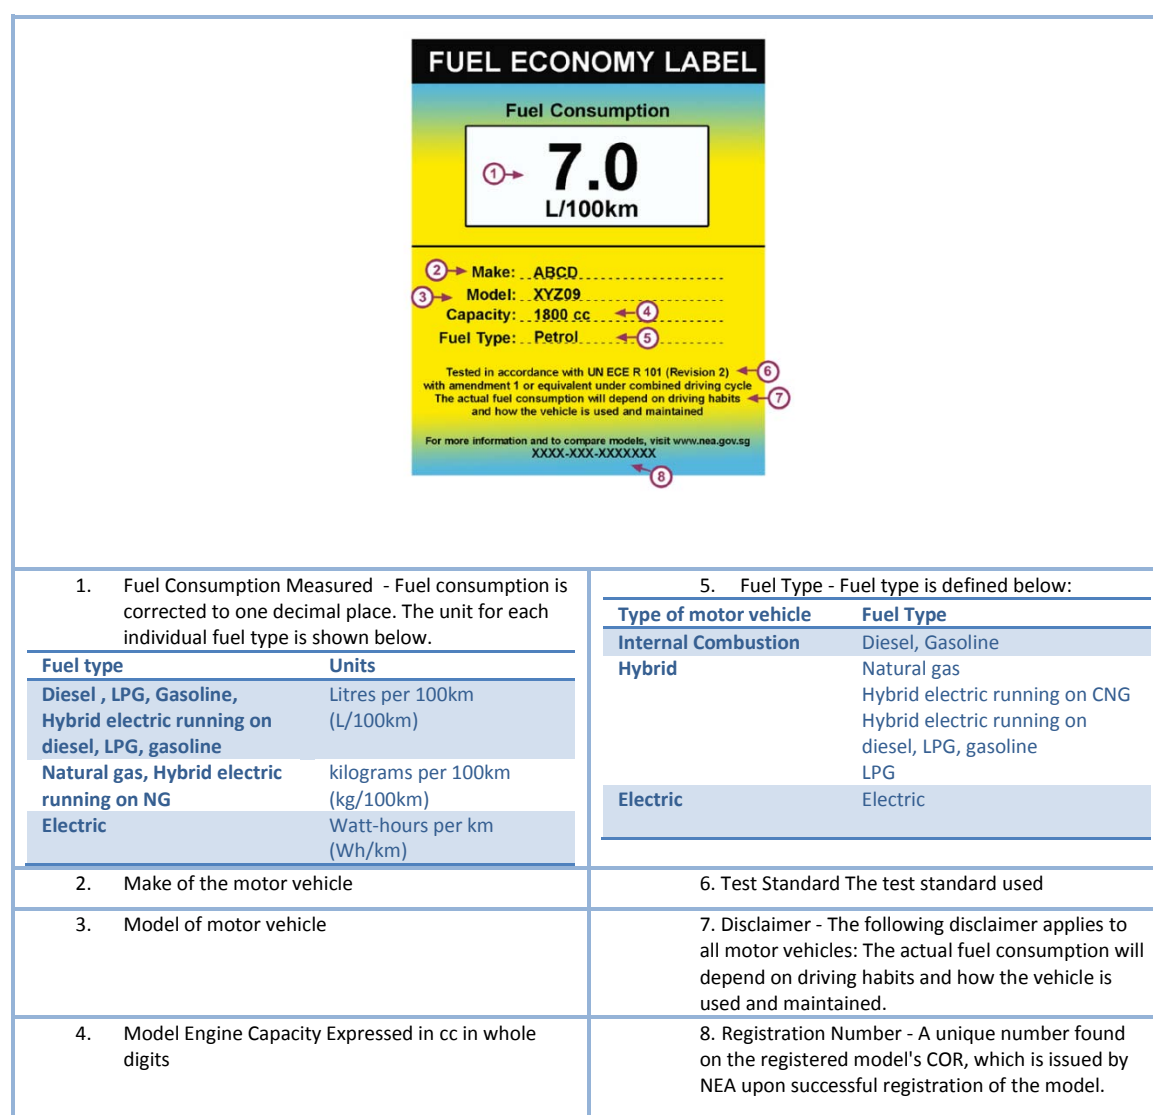 FUEL ECONOMY LABEL
Fuel Consumption
1
7.0
L/100km
2 Make: ABCD
3 Model: XYZ09
Capacity: 1800 cc 4
Fuel Type: Petrol 5
Tested in accordance with UN ECE R 101 (Revision 2) 6
with amendment 1 or equivalent under combined driving cycle
The actual fuel consumption will depend on driving habits 7
and how the vehicle is used and maintained
For more information and to compare models, visit www.nea.gov.sg
XXXX-XXX-XXXXXXX
8
1. Fuel Consumption Measured - Fuel consumption is
corrected to one decimal place. The unit for each
individual fuel type is shown below.
Fuel type Units
Diesel , LPG, Gasoline, Litres per 100km
Hybrid electric running on (L/100km)
diesel, LPG, gasoline
Natural gas, Hybrid electric kilograms per 100km
running on NG (kg/100km)
Electric Watt-hours per km
(Wh/km)
5. Fuel Type - Fuel type is defined below:
Type of motor vehicle Fuel Type
Internal Combustion Diesel, Gasoline
Hybrid Natural gas
Hybrid electric running on CNG
Hybrid electric running on
diesel, LPG, gasoline
LPG
Electric Electric
2. Make of the motor vehicle
6. Test Standard The test standard used
3. Model of motor vehicle
7. Disclaimer - The following disclaimer applies to
all motor vehicles: The actual fuel consumption will
depend on driving habits and how the vehicle is
used and maintained.
4. Model Engine Capacity Expressed in cc in whole
digits
8. Registration Number - A unique number found
on the registered model's COR, which is issued by
NEA upon successful registration of the model.